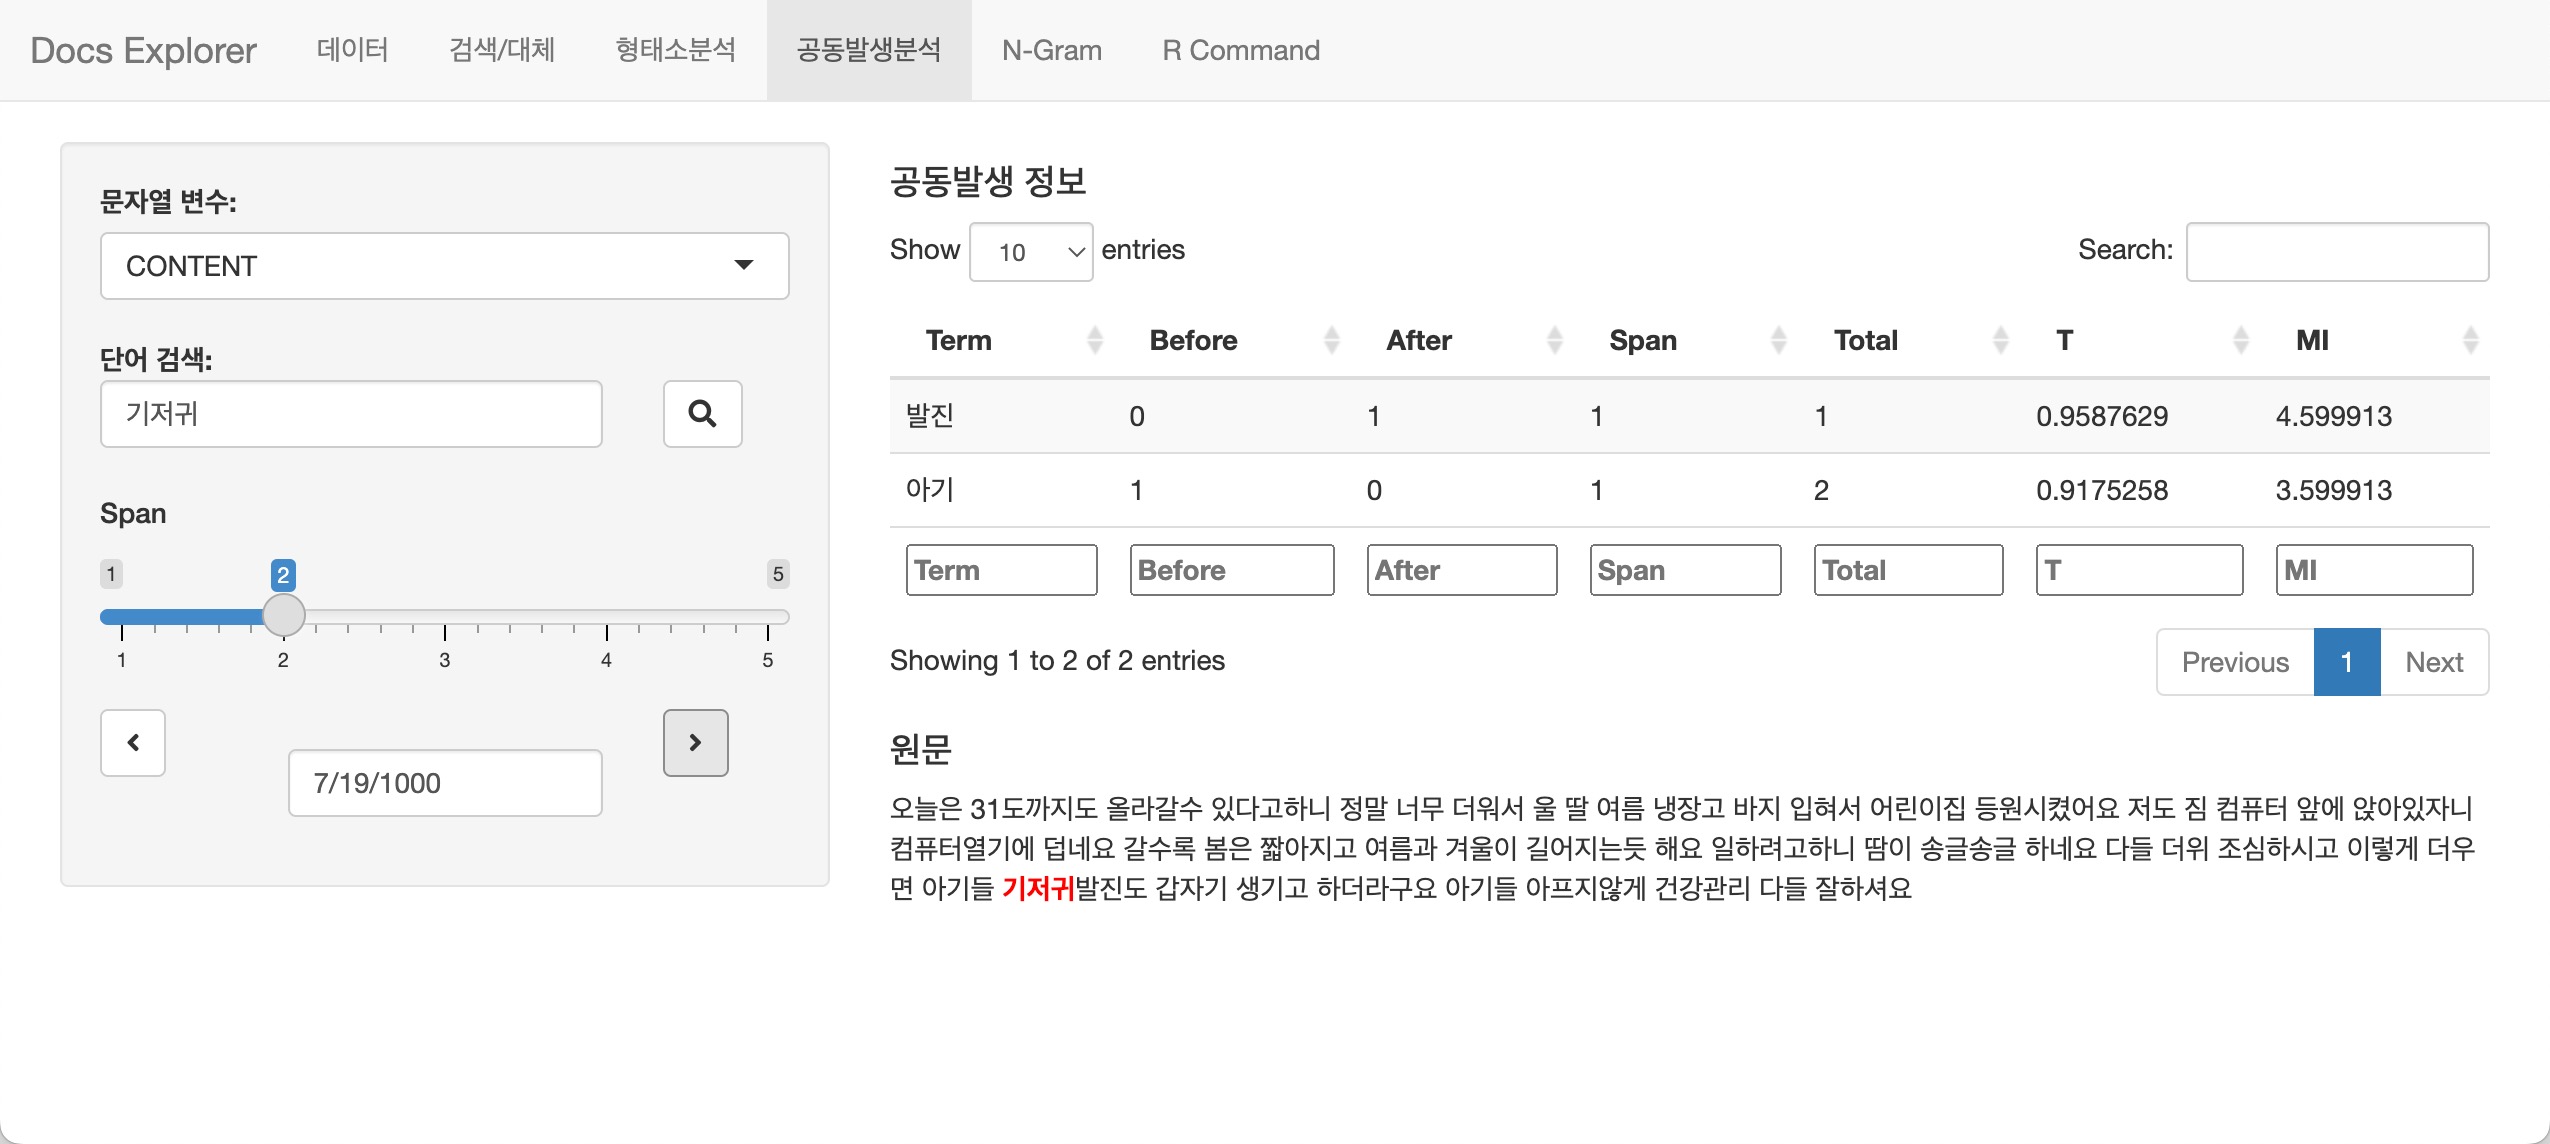 Docs Explorer 데이터 검색/대체 형태소분석 공동발생분석 N-Gram R Command
문자열 변수:
CONTENT
단어 검색:
기저귀
Span
1 2 5
1 2 3 4 5
7/19/1000
공동발생 정보
Show 10 entries Search:
Term Before After Span Total T MI
발진 0 1 1 1 0.9587629 4.599913
아기 1 0 1 2 0.9175258 3.599913
Term Before After Span Total T MI
Showing 1 to 2 of 2 entries Previous 1 Next
원문
오늘은 31도까지도 올라갈수 있다고하니 정말 너무 더워서 울 딸 여름 냉장고 바지 입혀서 어린이집 등원시켰어요 저도 짐 컴퓨터 앞에 앉아있자니
컴퓨터열기에 덥네요 갈수록 봄은 짧아지고 여름과 겨울이 길어지는듯 해요 일하려고하니 땀이 송글송글 하네요 다들 더위 조심하시고 이렇게 더우
면 아기들 기저귀발진도 갑자기 생기고 하더라구요 아기들 아프지않게 건강관리 다들 잘하셔요